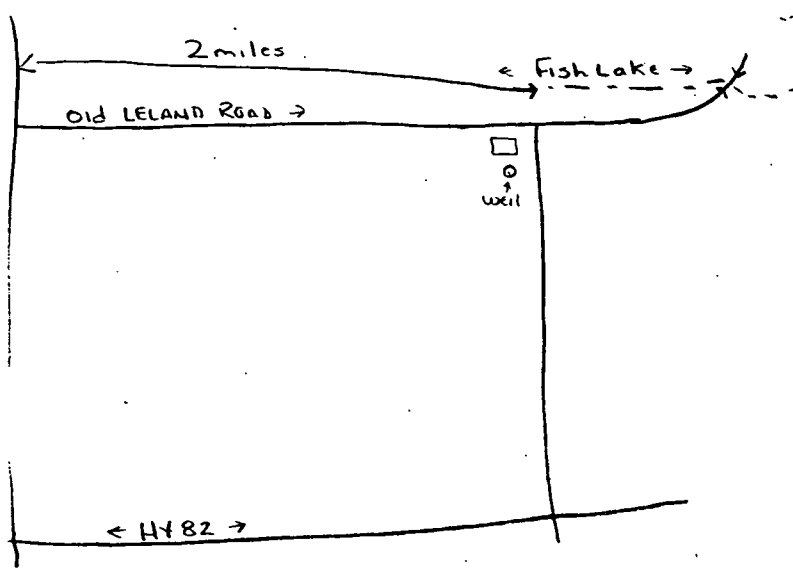 2 miles
← Fish Lake →
Old LELAND ROAD →
well
← HY 82 →